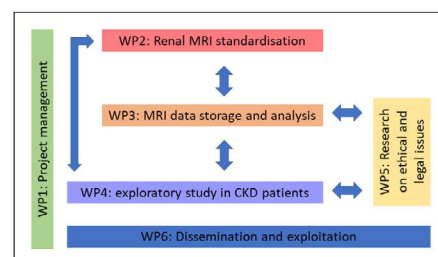 WP1: Project management
WP2: Renal MRI standardisation
WP3: MRI data storage and analysis
WP4: exploratory study in CKD patients
WP5: Research
on ethical and
legal issues
WP6: Dissemination and exploitation